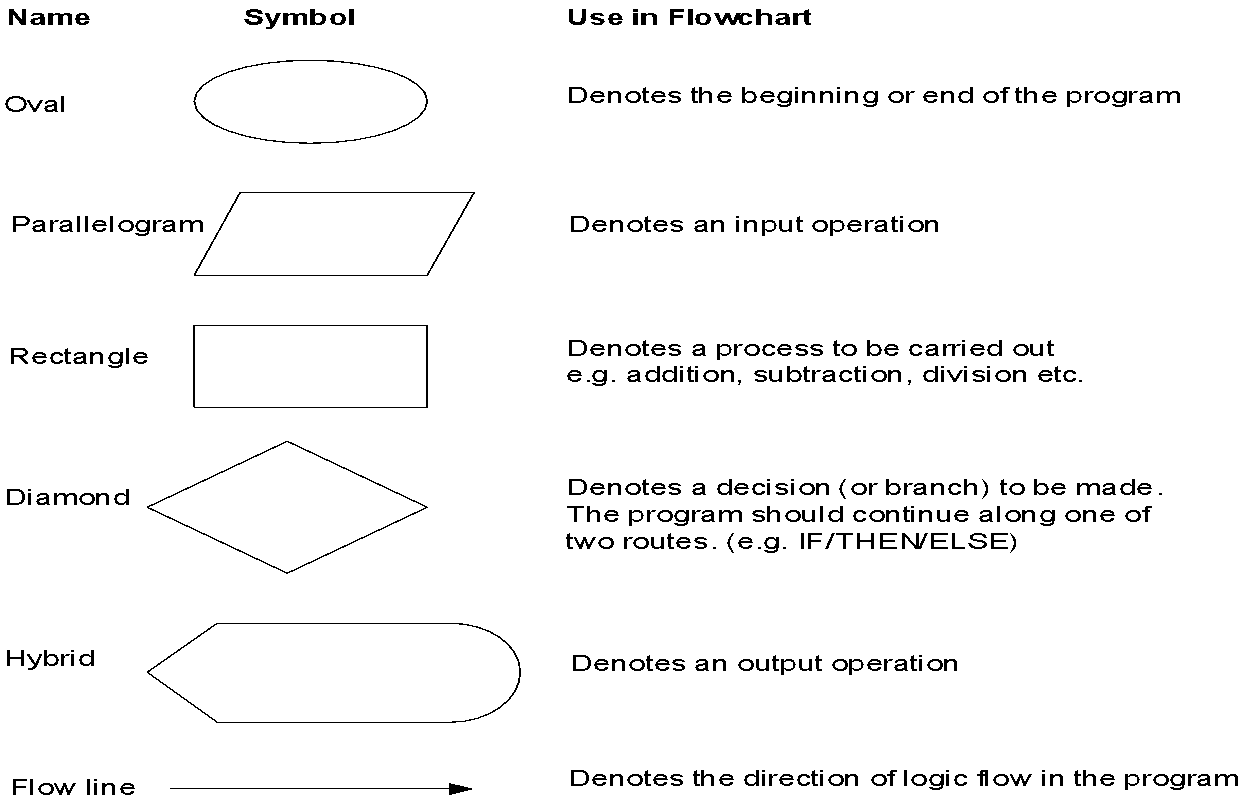 Name Symbol Use in Flowchart
Oval Denotes the beginning or end of the program
Parallelogram Denotes an input operation
Rectangle Denotes a process to be carried out
e.g. addition, subtraction, division etc.
Diamond Denotes a decision (or branch) to be made.
The program should continue along one of
two routes. (e.g. IF/THEN/ELSE)
Hybrid Denotes an output operation
Flow line Denotes the direction of logic flow in the program